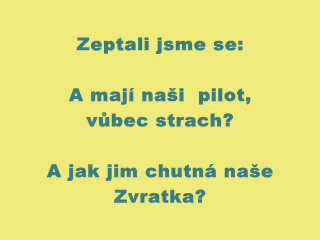 Zeptali jsme se:
A mají naši  pilot,
vůbec strach?
A jak jim chutná naše
Zvratka?